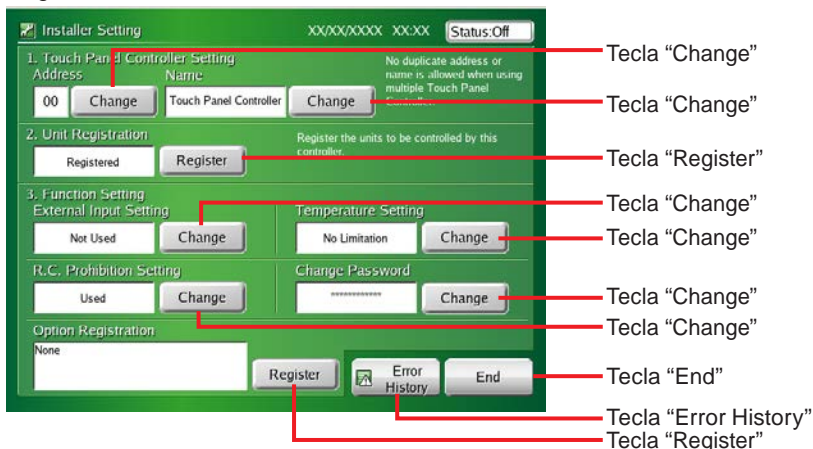 Installer Setting XX/XX/XXXX XX:XX Status:Off
1. Touch Panel Controller Setting
Address Name
No duplicate address or
name is allowed when using
multiple Touch Panel
Controller.
00 Change Touch Panel Controller Change
2. Unit Registration
Register the units to be controlled by this
controller.
Registered Register
3. Function Setting
External Input Setting Temperature Setting
Not Used Change No Limitation Change
R.C. Prohibition Setting Change Password
Used Change ************ Change
Option Registration
None
Register Error
History
End
Tecla “Change”
Tecla “Change”
Tecla “Register”
Tecla “Change”
Tecla “Change”
Tecla “Change”
Tecla “Change”
Tecla “End”
Tecla “Error History”
Tecla “Register”